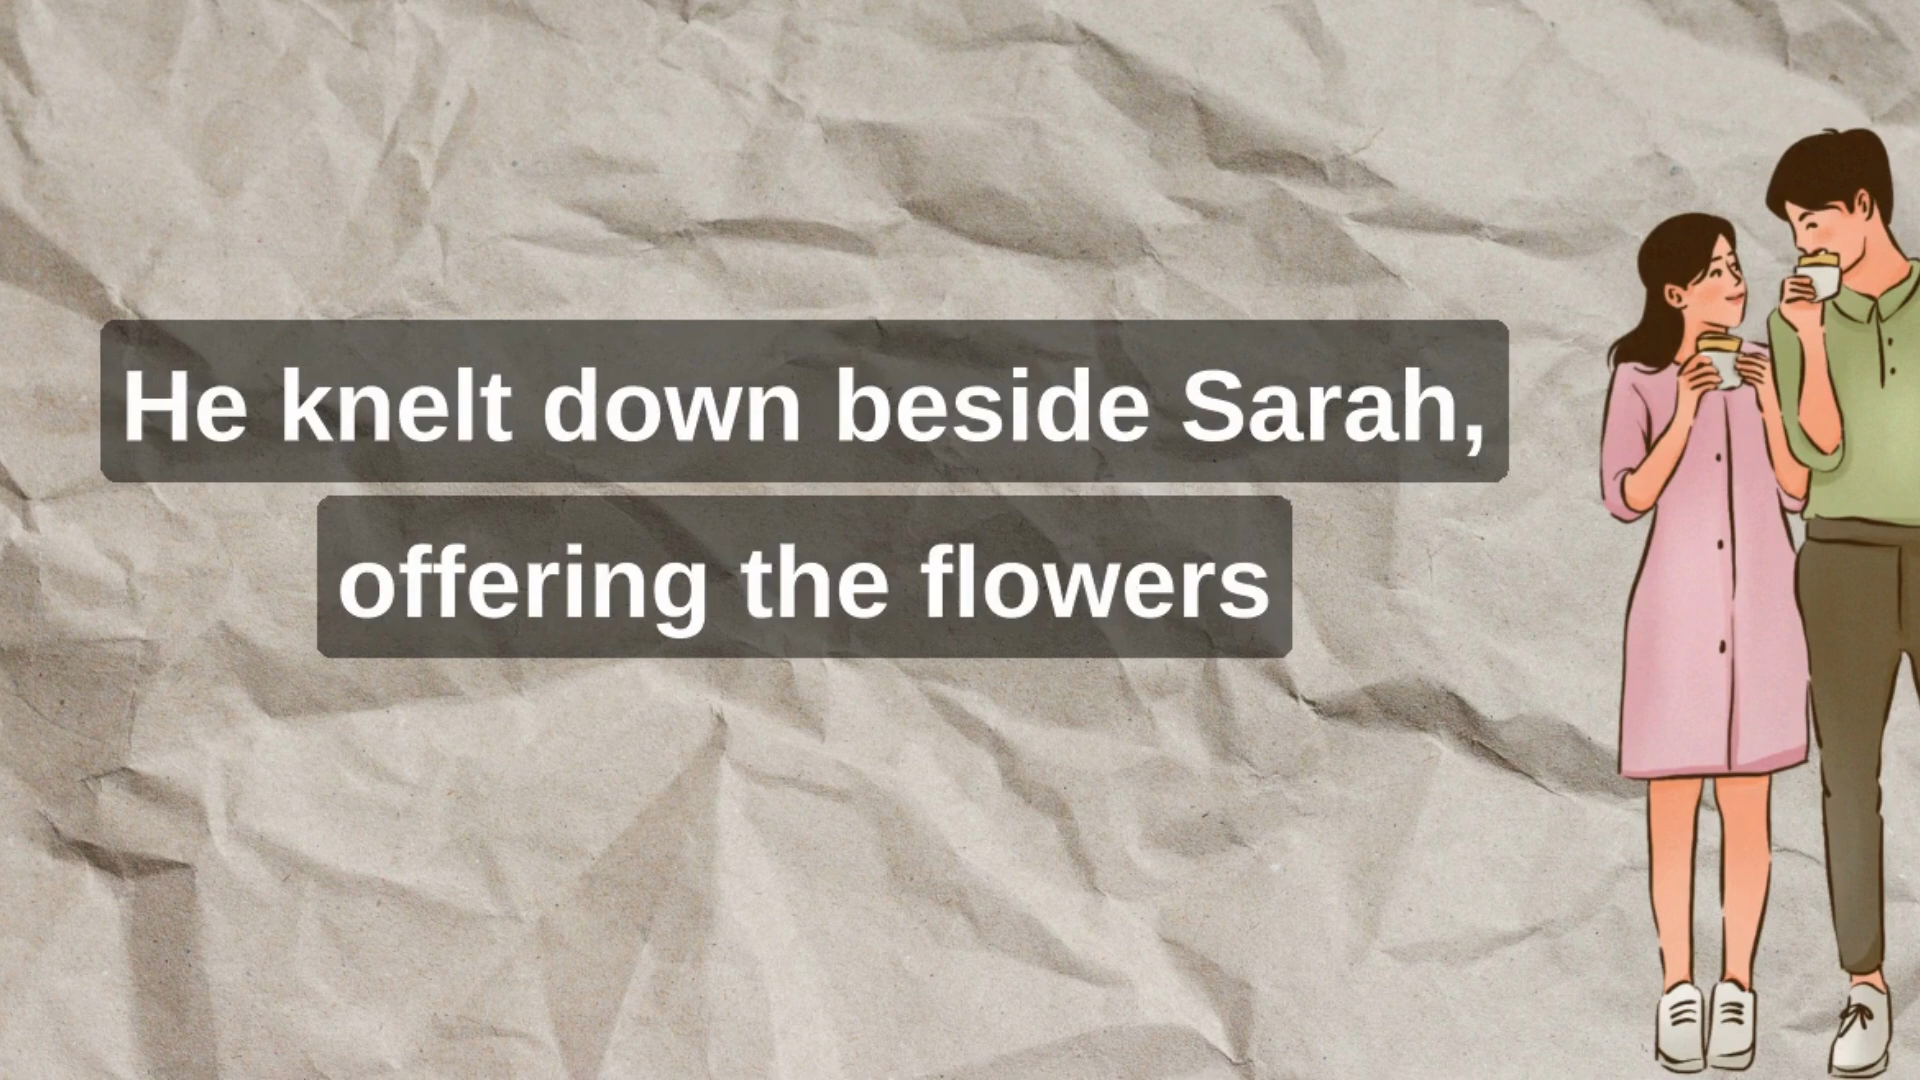 He knelt down beside Sarah,
offering the flowers